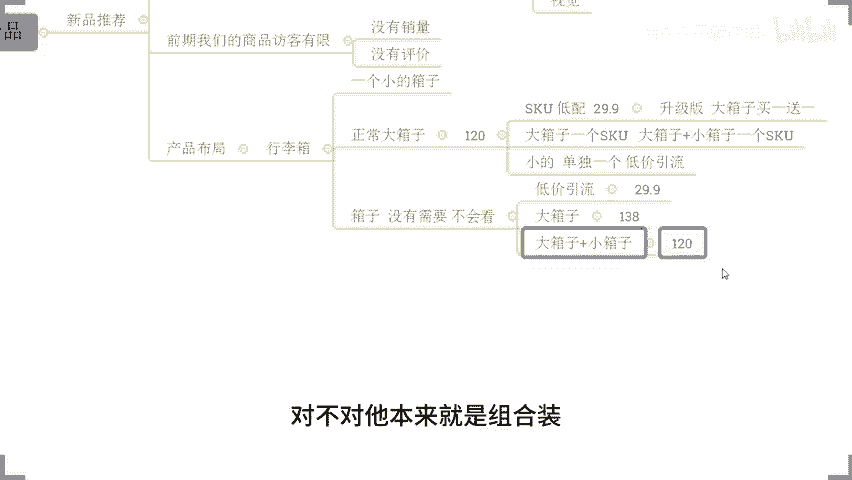 视觉
品
新品推荐
前期我们的商品访客有限
没有销量
没有评价
一个小的箱子
SKU 低配 29.9 升级版 大箱子买一送一
正常大箱子 120 大箱子一个SKU 大箱子+小箱子一个SKU
产品布局 行李箱
小的 单独一个 低价引流
低价引流 29.9
箱子 没有需要 不会看 大箱子 138
大箱子+小箱子 120
对不对他本来就是组合装
bilibili